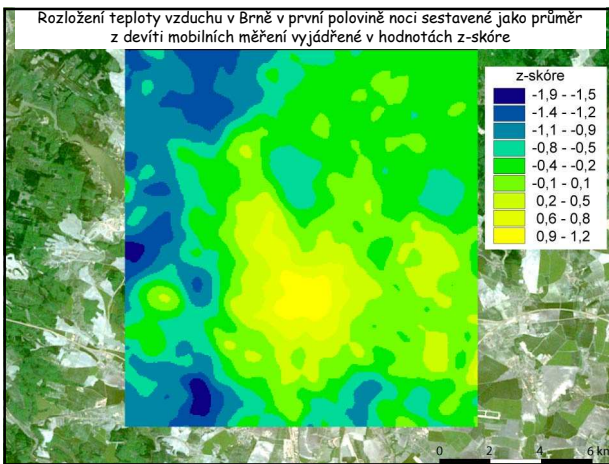 Rozložení teploty vzduchu v Brně v první polovině noci sestavené jako průměr
z devíti mobilních měření vyjádřené v hodnotách z-skóre
z-skóre
-1,9 - -1,5
-1.4 - -1,2
-1,1 - -0,9
-0,8 - -0,5
-0,4 - -0,2
-0,1 - 0,1
0,2 - 0,5
0,6 - 0,8
0,9 - 1,2
0 2 4 6 km